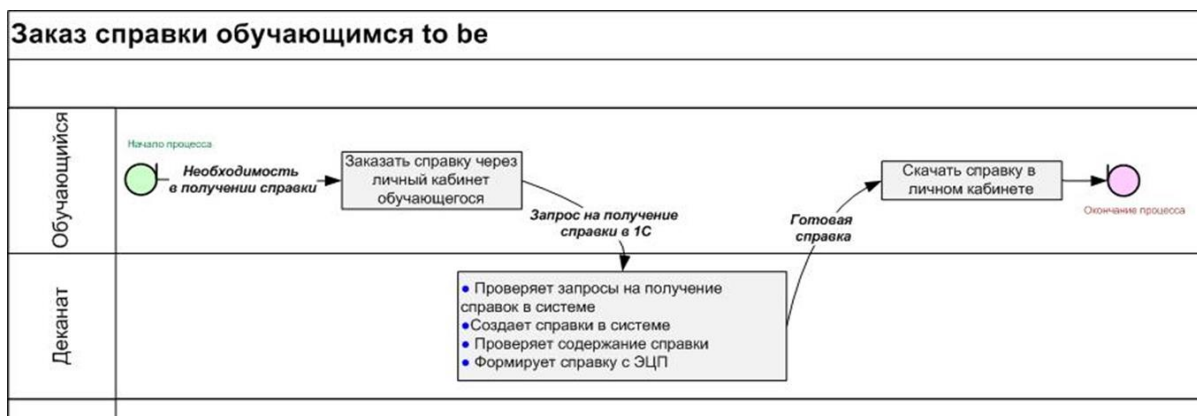 Заказ справки обучающимся to be
Обучающийся
Начало процесса
Необходимость
в получении справки
Заказать справку через
личный кабинет
обучающегося
Запрос на получение
справки в 1С
Готовая
справка
Скачать справку в
личном кабинете
Окончание процесса
Деканат
● Проверяет запросы на получение
справок в системе
●Создает справки в системе
● Проверяет содержание справки
● Формирует справку с ЭЦП